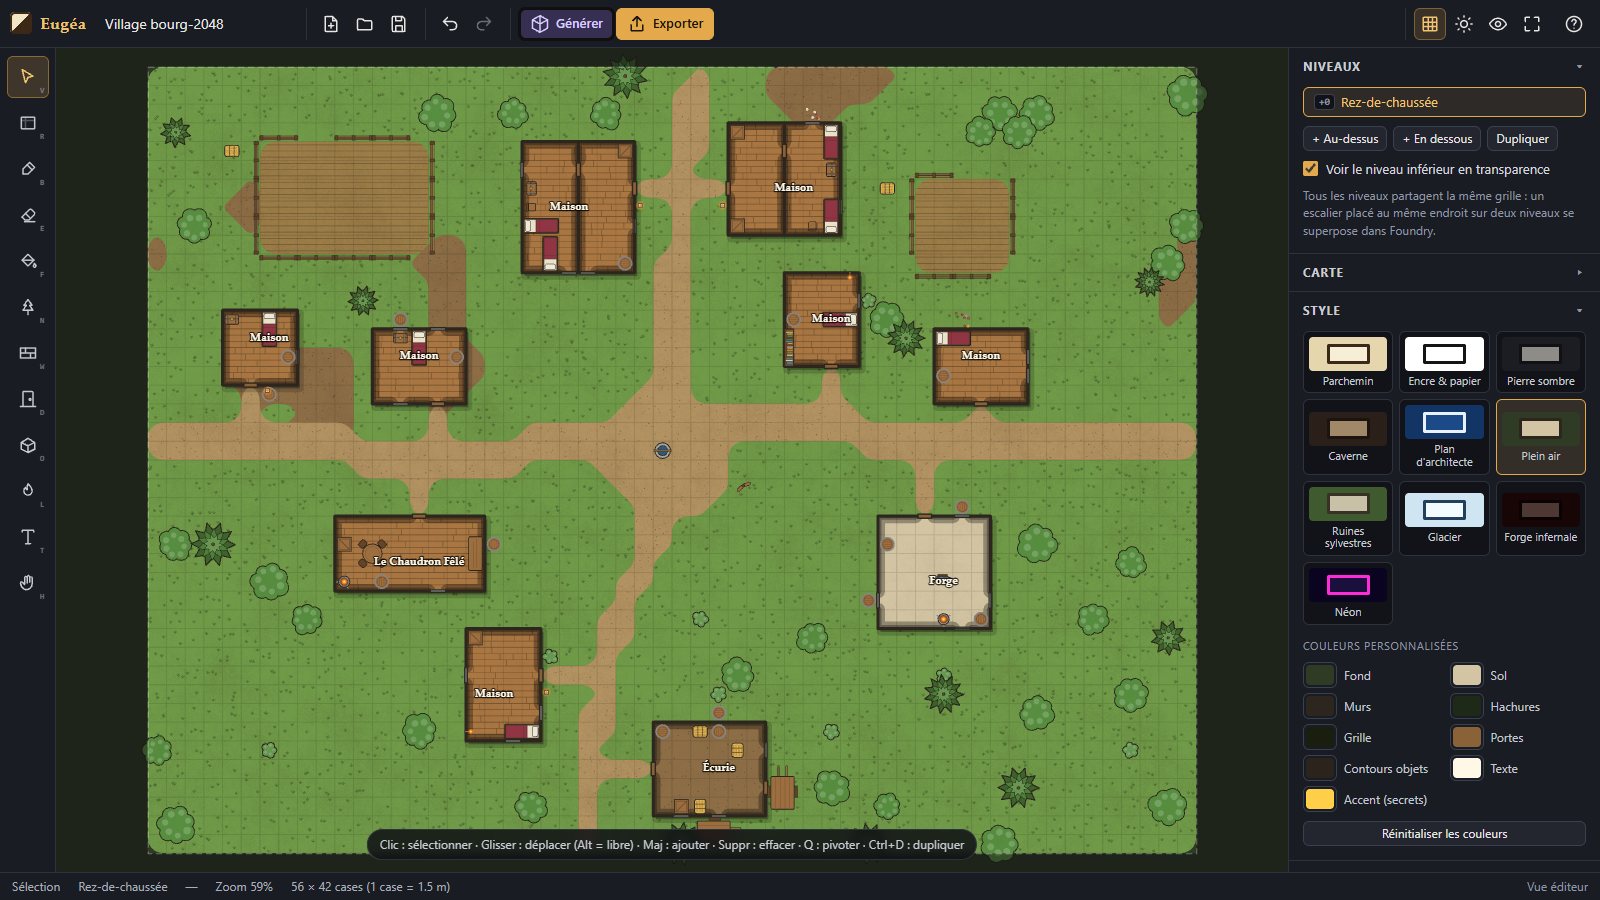 Eugéa
Village bourg-2048
Générer
Exporter
V
R
B
E
F
N
W
D
O
L
T
H
Maison
Maison
Maison
Maison
Maison
Maison
Le Chaudron Fêlé
Forge
Maison
Écurie
Clic : sélectionner · Glisser : déplacer (Alt = libre) · Maj : ajouter · Suppr : effacer · Q : pivoter · Ctrl+D : dupliquer
NIVEAUX
+0 Rez-de-chaussée
+ Au-dessus
+ En dessous
Dupliquer
Voir le niveau inférieur en transparence
Tous les niveaux partagent la même grille : un
escalier placé au même endroit sur deux niveaux se
superpose dans Foundry.
CARTE
STYLE
Parchemin
Encre & papier
Pierre sombre
Caverne
Plan
d'architecte
Plein air
Ruines
sylvestres
Glacier
Forge infernale
Néon
COULEURS PERSONNALISÉES
Fond
Sol
Murs
Hachures
Grille
Portes
Contours objets
Texte
Accent (secrets)
Réinitialiser les couleurs
Sélection
Rez-de-chaussée
—
Zoom 59%
56 × 42 cases (1 case = 1.5 m)
Vue éditeur